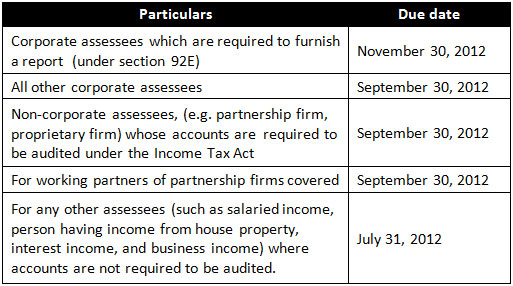 Particulars Due date
Corporate assessees which are required to furnish
a report (under section 92E)
November 30, 2012
All other corporate assessees September 30, 2012
Non-corporate assessees, (e.g. partnership firm,
proprietary firm) whose accounts are required to
be audited under the Income Tax Act
September 30, 2012
For working partners of partnership firms covered September 30, 2012
For any other assessees (such as salaried income,
person having income from house property,
interest income, and business income) where
accounts are not required to be audited.
July 31, 2012